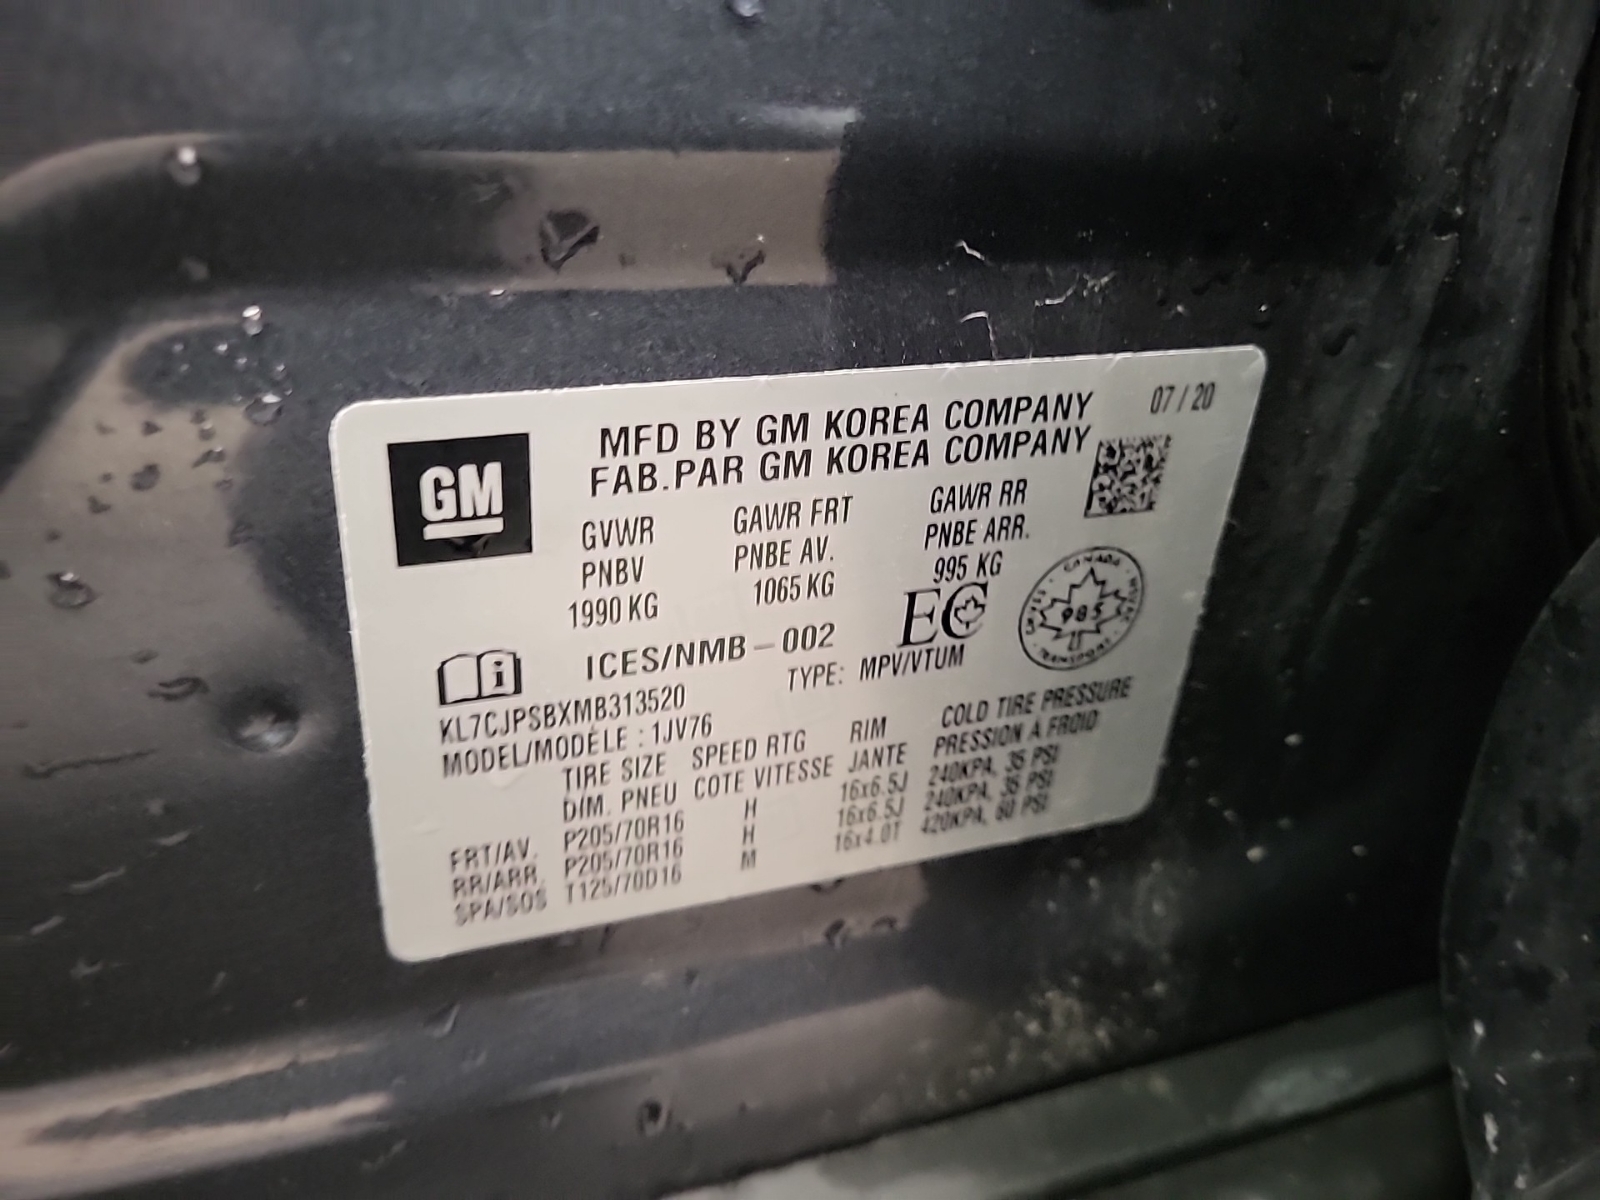 MFD BY GM KOREA COMPANY 07 / 20
FAB.PAR GM KOREA COMPANY
GM
GVWR GAWR FRT GAWR RR
PNBV PNBE AV. PNBE ARR.
1990 KG 1065 KG 995 KG
ICES/NMB - 002 EC
TYPE: MPV/VTUM
CANADA
985
TRANSPORT
KL7CJPSBXMB313520
MODEL/MODÈLE : 1JV76
TIRE SIZE SPEED RTG RIM COLD TIRE PRESSURE
DIM. PNEU COTE VITESSE JANTE PRESSION À FROID
FRT/AV. P205/70R16 H 16x6.5J 240KPA, 35 PSI
RR/ARR. P205/70R16 H 16x6.5J 240KPA, 35 PSI
SPA/SOS T125/70D16 M 16x4.0T 420KPA, 60 PSI